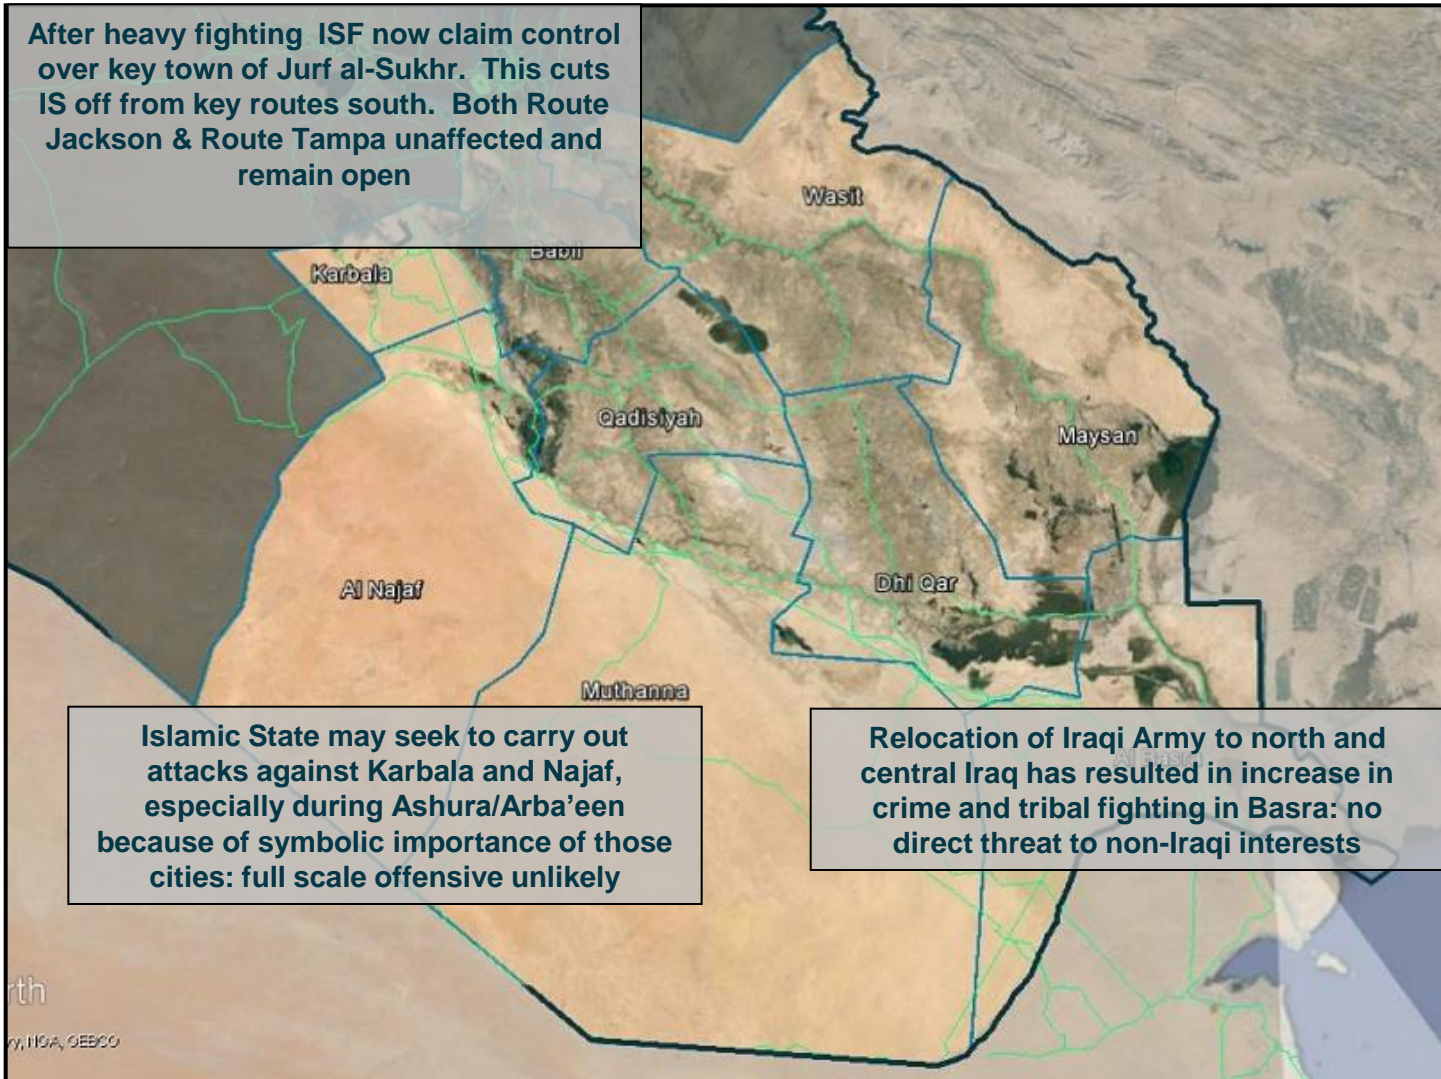 After heavy fighting  ISF now claim control
over key town of Jurf al-Sukhr.  This cuts
IS off from key routes south.  Both Route
Jackson & Route Tampa unaffected and
remain open
Wasit
Babil
Karbala
Qadisiyah
Maysan
Al Najaf
Dhi Qar
Muthanna
Islamic State may seek to carry out
attacks against Karbala and Najaf,
especially during Ashura/Arba’een
because of symbolic importance of those
cities: full scale offensive unlikely
Al Basra
Relocation of Iraqi Army to north and
central Iraq has resulted in increase in
crime and tribal fighting in Basra: no
direct threat to non-Iraqi interests
rth
vy, NGA, GEBCO